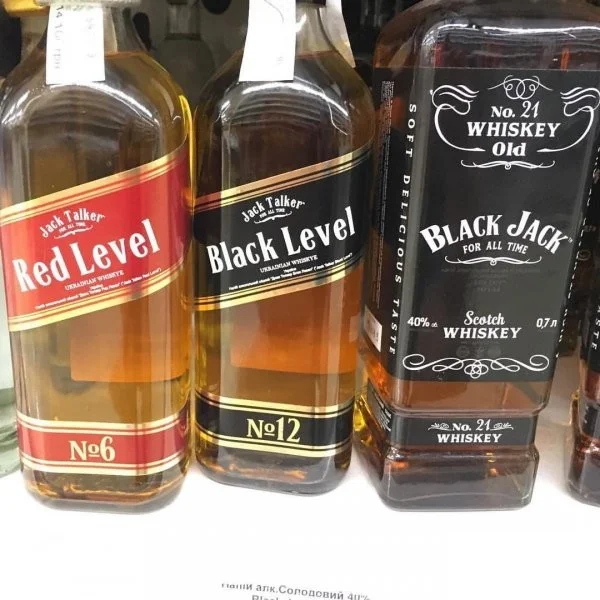 Jack Talker
FOR ALL TIME
Red Level
UKRAINIAN WHISKYE
№6
Jack Talker
FOR ALL TIME
Black Level
UKRAINIAN WHISKYE
№12
SOFT DELICIOUS TASTE
No. 21
WHISKEY
Old
BLACK JACK™
FOR ALL TIME
40% об. Scotch 0,7 л
WHISKEY
No. 21
WHISKEY
алк.Солодовий 40%